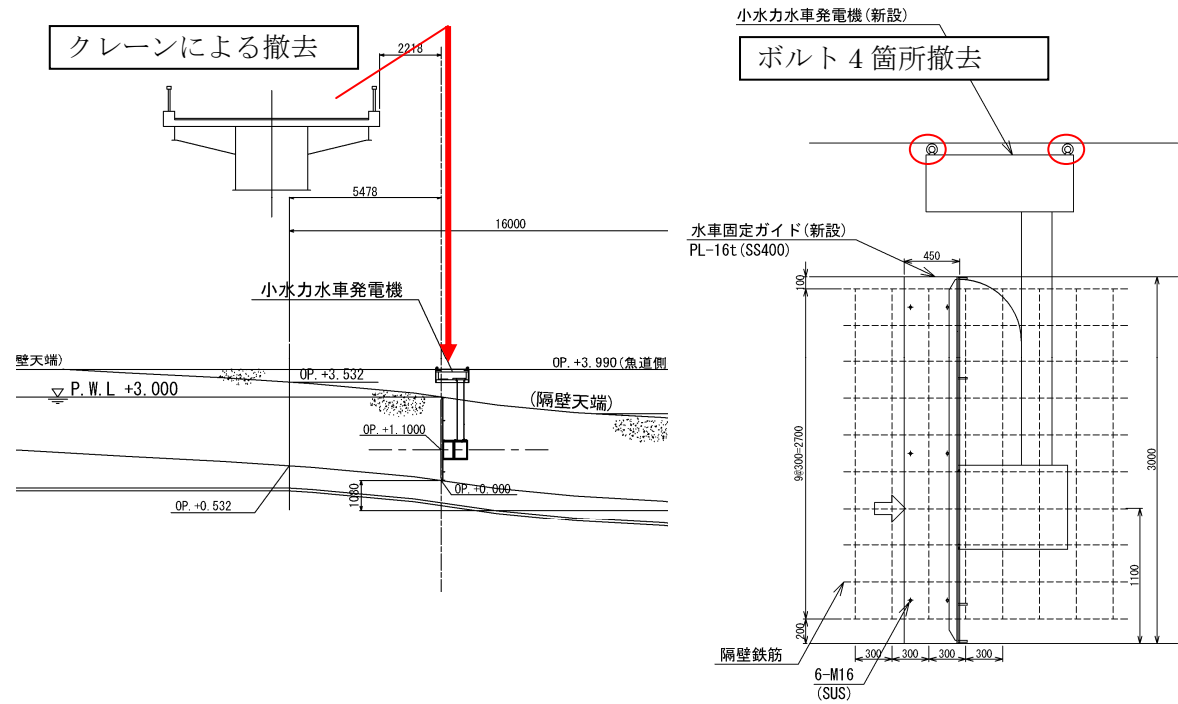 クレーンによる撤去
2218
5478
16000
小水力水車発電機
壁天端)
OP.+3.532
OP.+3.990(魚道側
P.W.L +3.000
(隔壁天端)
OP.+1.1000
OP.+0.000
1080
OP.+0.532
小水力水車発電機(新設)
ボルト4箇所撤去
水車固定ガイド(新設)
PL-16t(SS400)
450
100
9@300=2700
3000
1100
200
隔壁鉄筋
300 300 300 300
6-M16
(SUS)